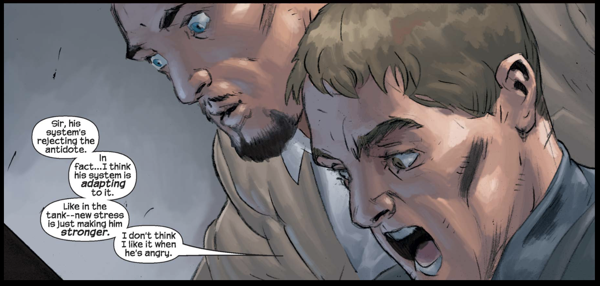 Sir, his
system's
rejecting the
antidote.
In
fact...I think
his system is
adapting
to it.
Like in the
tank--new stress
is just making him
stronger.
I don't think
I like it when
he's angry.